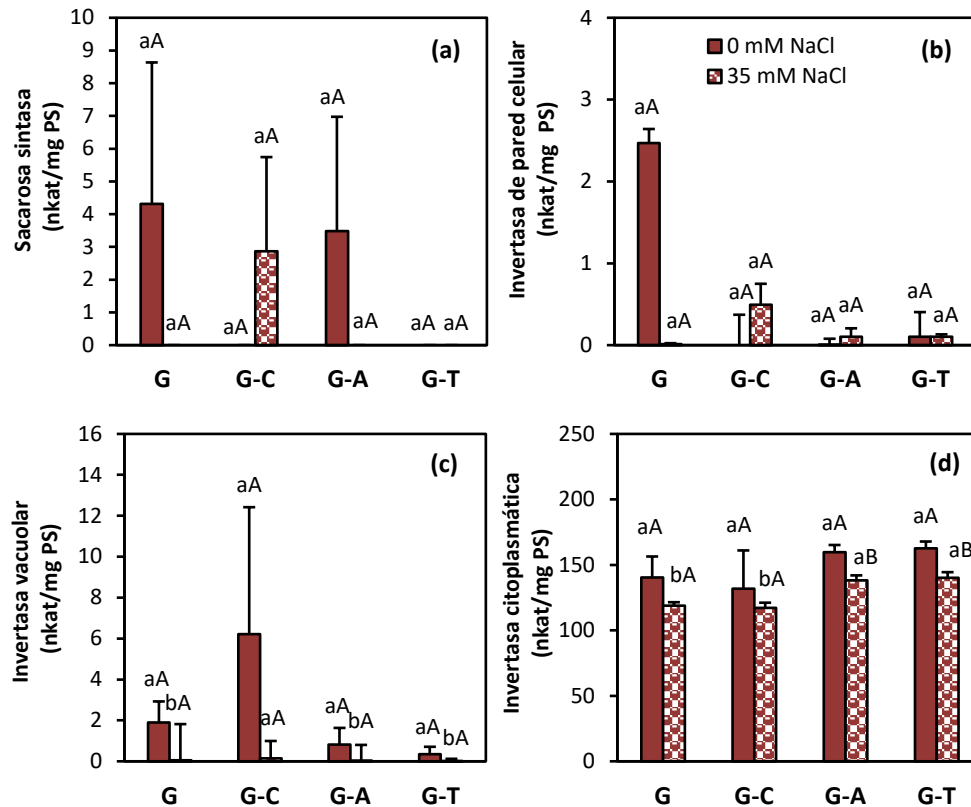 (a)
Sacarosa sintasa
(nkat/mg PS)
10
9
8
7
6
5
4
3
2
1
0
aA aA aA aA aA aA aA aA
G G-C G-A G-T
(b)
0 mM NaCl
35 mM NaCl
Invertasa de pared celular
(nkat/mg PS)
4
3
2
1
0
aA aA aA aA aA aA aA aA
G G-C G-A G-T
(c)
Invertasa vacuolar
(nkat/mg PS)
16
14
12
10
8
6
4
2
0
aA bA aA aA aA bA aA bA
G G-C G-A G-T
(d)
Invertasa citoplasmática
(nkat/mg PS)
250
200
150
100
50
0
aA bA aA bA aA aB aA aB
G G-C G-A G-T